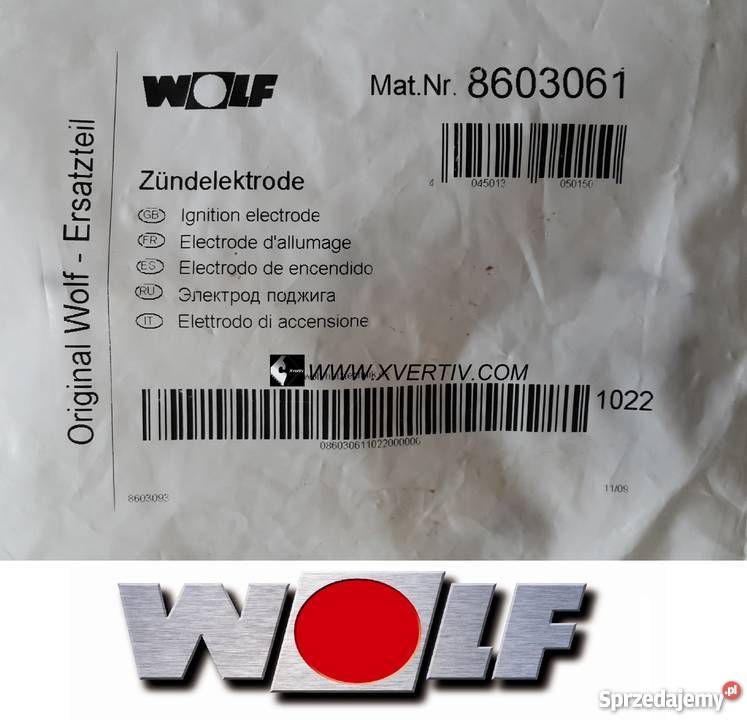 WOLF
Mat.Nr. 8603061
4 045013 050150
Original Wolf - Ersatzteil
Zündelektrode
GB Ignition electrode
FR Electrode d'allumage
ES Electrodo de encendido
RU Электрод поджига
IT Elettrodo di accensione
Xvertiv WWW.XVERTIV.COM
1022
086030611022000000
8603093
11/09
WOLF
Sprzedajemy.pl